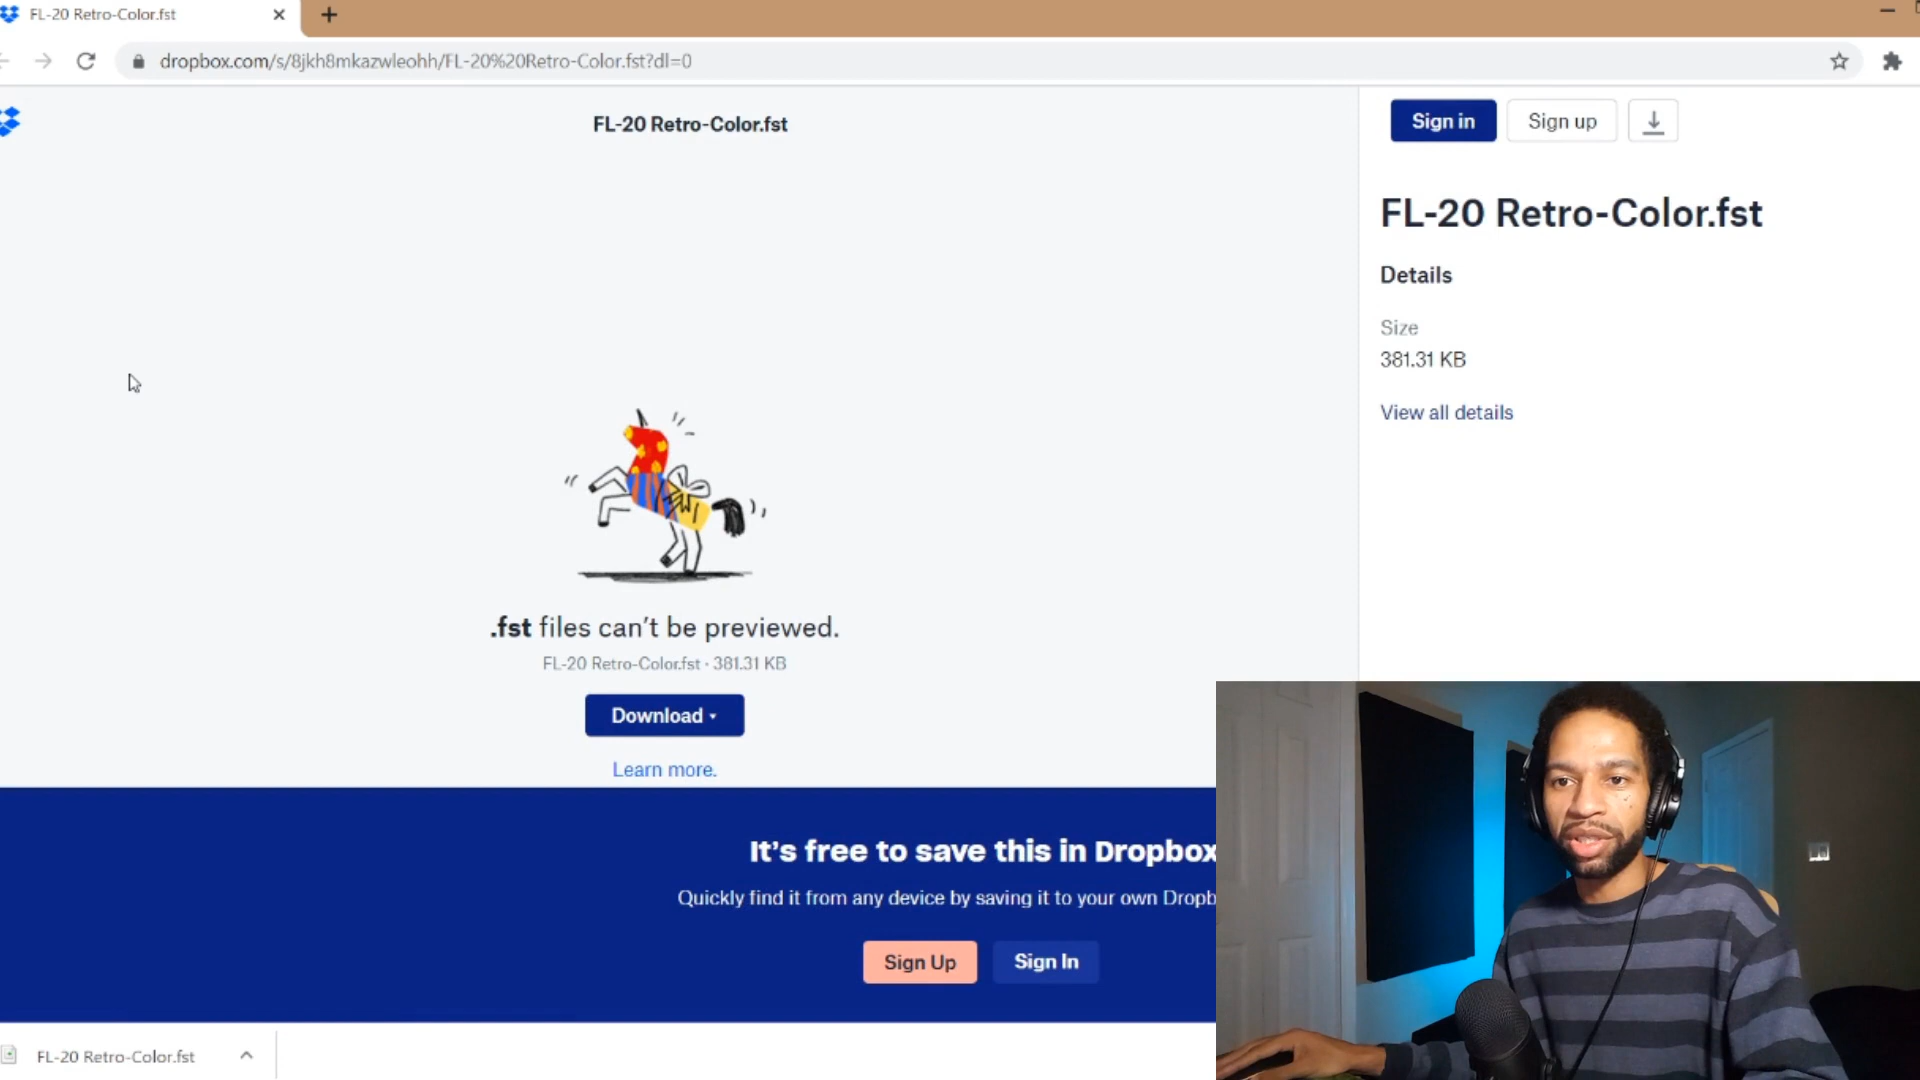 FL-20 Retro-Color.fst
dropbox.com/s/8jkh8mkazwleohh/FL-20%20Retro-Color.fst?dl=0
FL-20 Retro-Color.fst
Sign in
Sign up
FL-20 Retro-Color.fst
Details
Size
381.31 KB
View all details
.fst files can't be previewed.
FL-20 Retro-Color.fst · 381.31 KB
Download
Learn more.
It's free to save this in Dropbox
Quickly find it from any device by saving it to your own Dropb
Sign Up
Sign In
FL-20 Retro-Color.fst